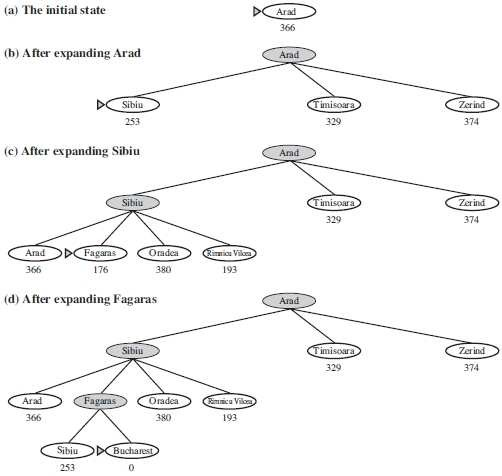 (a) The initial state
Arad
366
(b) After expanding Arad
Arad
Sibiu Timisoara Zerind
253 329 374
(c) After expanding Sibiu
Arad
Sibiu Timisoara Zerind
329 374
Arad Fagaras Oradea Rimnicu Vilcea
366 176 380 193
(d) After expanding Fagaras
Arad
Sibiu Timisoara Zerind
329 374
Arad Fagaras Oradea Rimnicu Vilcea
366 380 193
Sibiu Bucharest
253 0